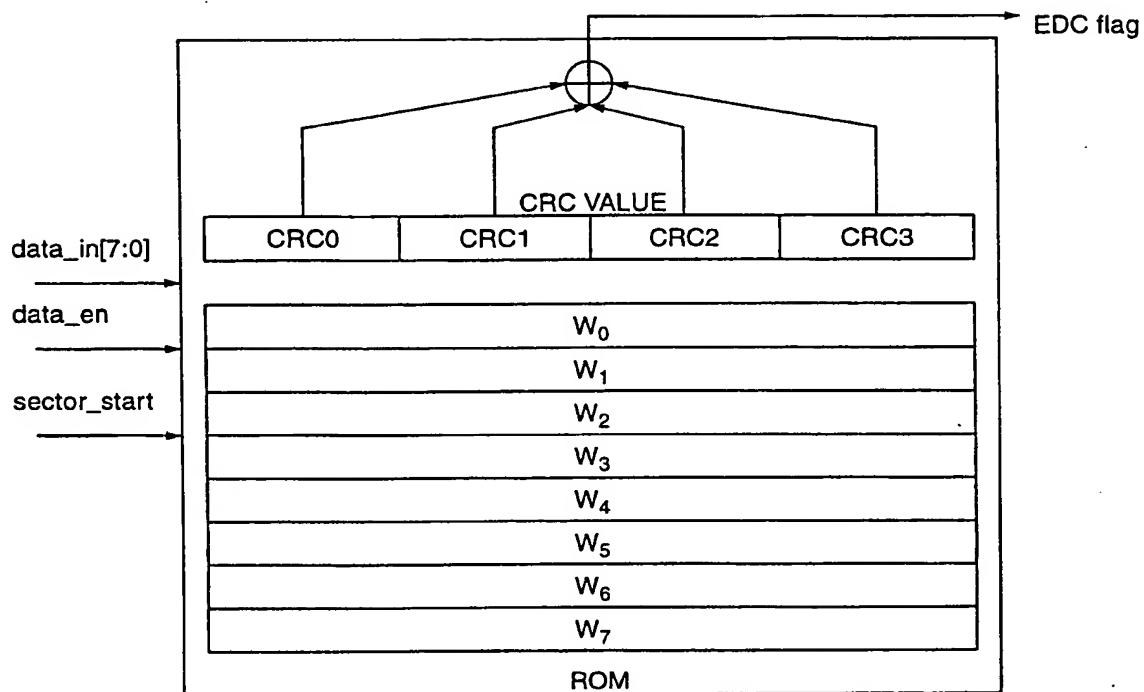 EDC flag
CRC VALUE
CRC0 CRC1 CRC2 CRC3
data_in[7:0]
data_en
sector_start
W0
W1
W2
W3
W4
W5
W6
W7
ROM